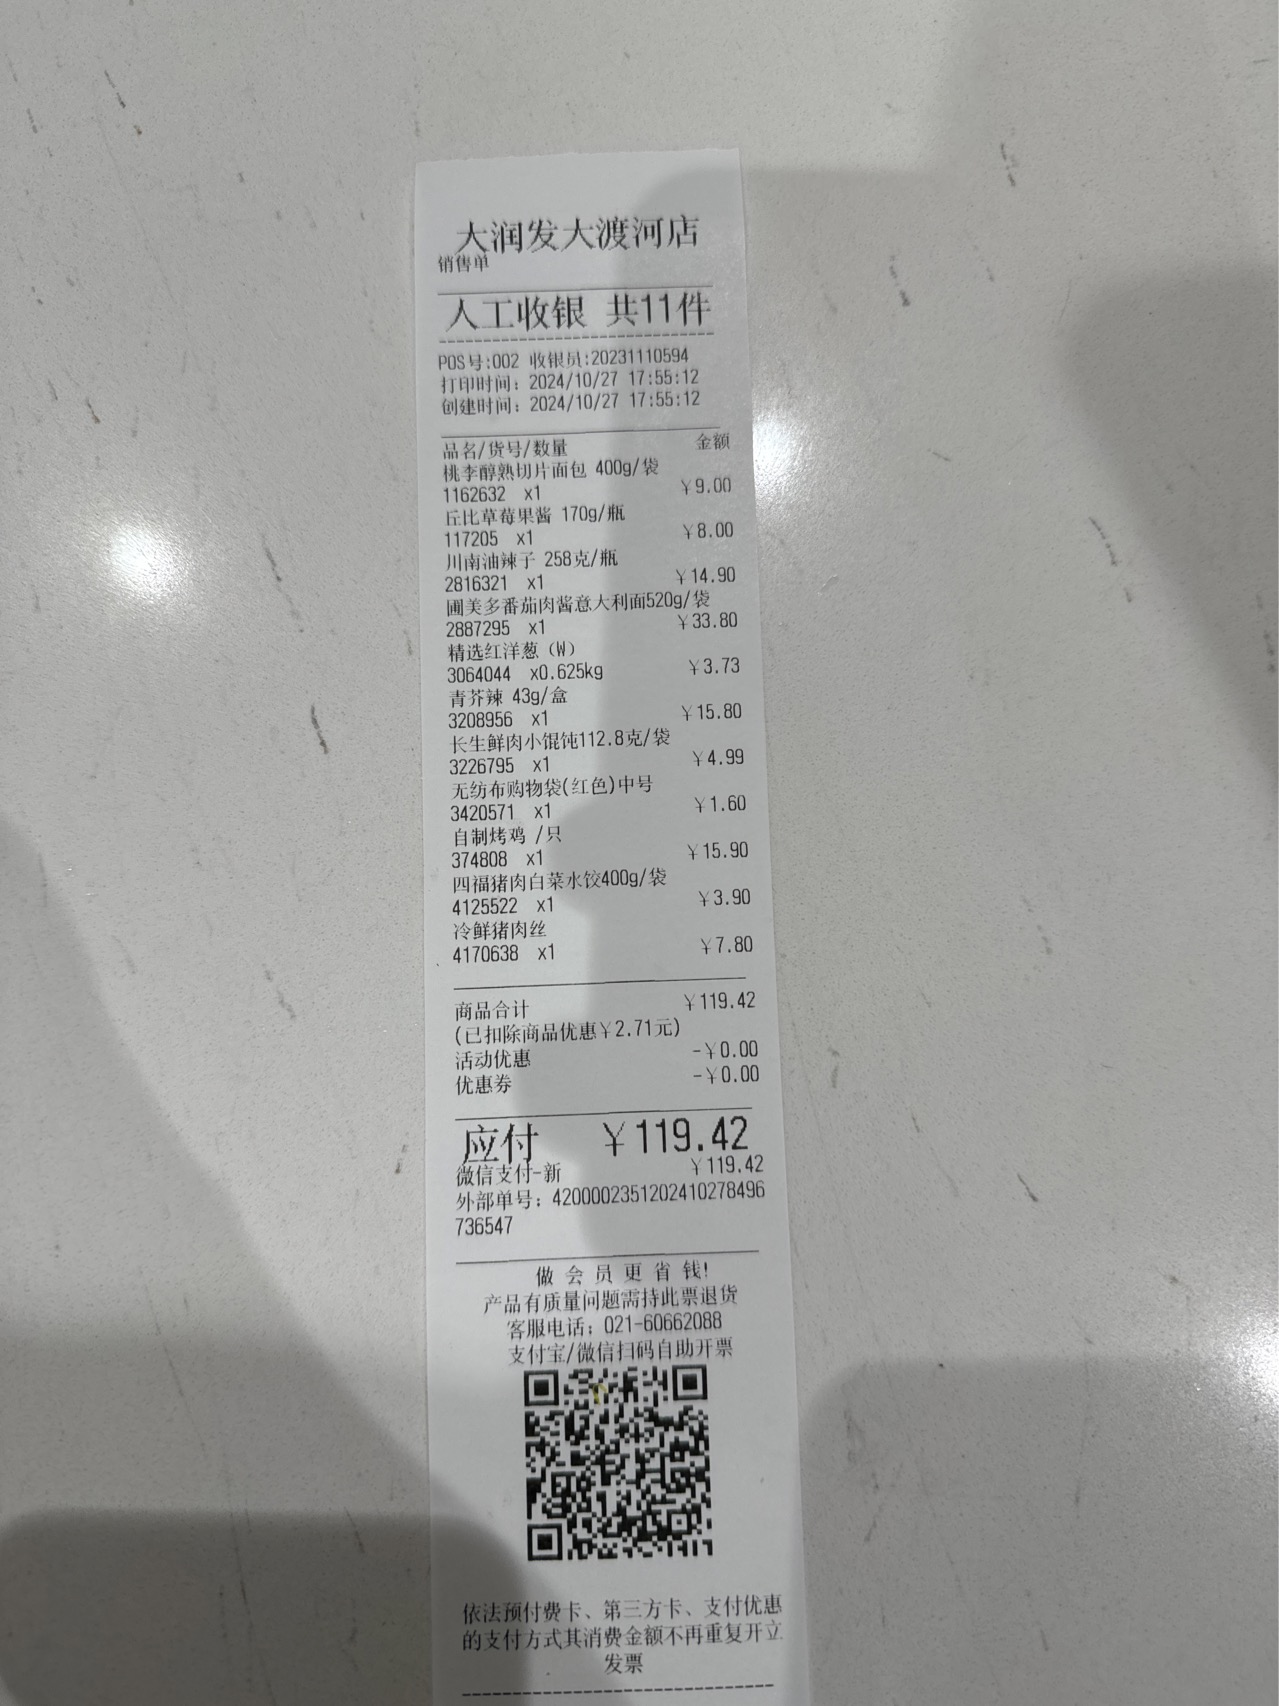 大润发大渡河店
销售单
人工收银 共11件
POS号:002 收银员:20231110594
打印时间: 2024/10/27 17:55:12
创建时间: 2024/10/27 17:55:12
品名/货号/数量 金额
桃李醇熟切片面包 400g/袋
1162632 x1 ￥9.00
丘比草莓果酱 170g/瓶
117205 x1 ￥8.00
川南油辣子 258克/瓶
2816321 x1 ￥14.90
圃美多番茄肉酱意大利面520g/袋
2887295 x1 ￥33.80
精选红洋葱（W）
3064044 x0.625kg ￥3.73
青芥辣 43g/盒
3208956 x1 ￥15.80
长生鲜肉小馄饨112.8克/袋
3226795 x1 ￥4.99
无纺布购物袋(红色)中号
3420571 x1 ￥1.60
自制烤鸡 /只
374808 x1 ￥15.90
四福猪肉白菜水饺400g/袋
4125522 x1 ￥3.90
冷鲜猪肉丝
4170638 x1 ￥7.80
商品合计 ￥119.42
(已扣除商品优惠￥2.71元)
活动优惠 -￥0.00
优惠券 -￥0.00
应付 ￥119.42
微信支付-新 ￥119.42
外部单号: 4200002351202410278496
736547
做 会 员 更 省 钱!
产品有质量问题需持此票退货
客服电话: 021-60662088
支付宝/微信扫码自助开票
依法预付费卡、第三方卡、支付优惠
的支付方式其消费金额不再重复开立
发票